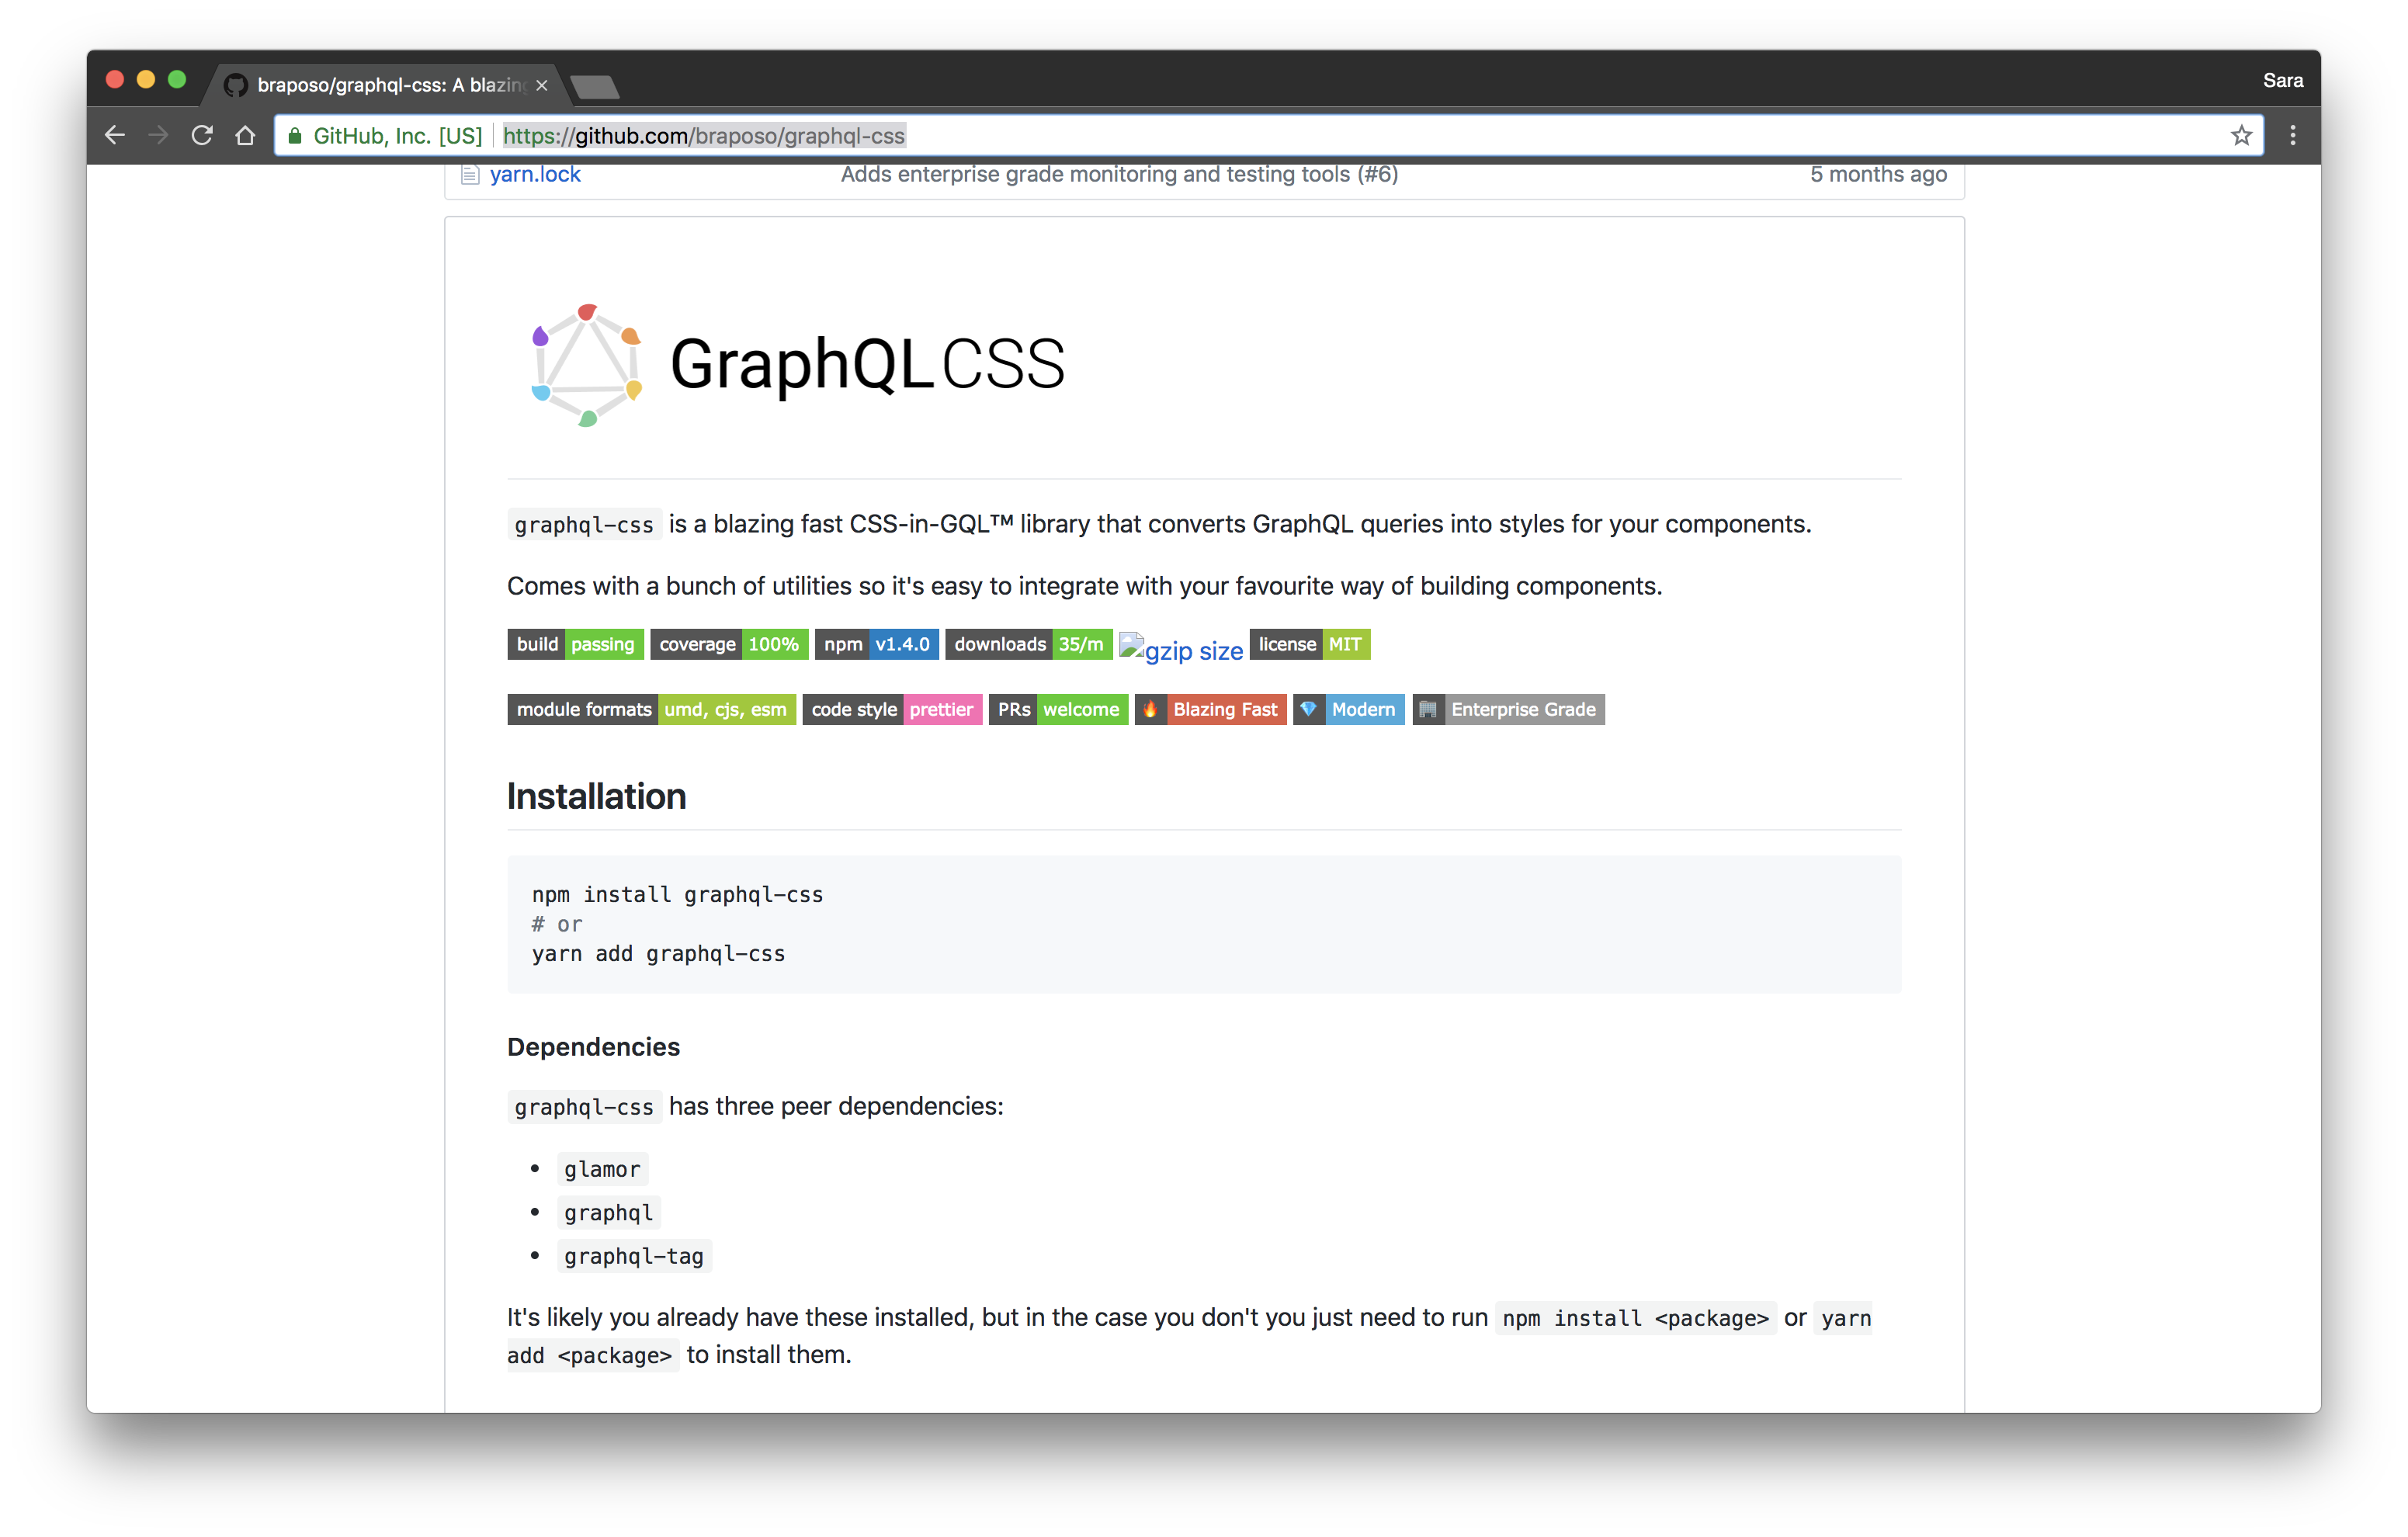 braposo/graphql-css: A blazing
Sara
GitHub, Inc. [US] https://github.com/braposo/graphql-css
yarn.lock Adds enterprise grade monitoring and testing tools (#6) 5 months ago
GraphQLCSS
graphql-css is a blazing fast CSS-in-GQL™ library that converts GraphQL queries into styles for your components.
Comes with a bunch of utilities so it's easy to integrate with your favourite way of building components.
build passing coverage 100% npm v1.4.0 downloads 35/m gzip size license MIT
module formats umd, cjs, esm code style prettier PRs welcome 🔥 Blazing Fast 💎 Modern 🏢 Enterprise Grade
Installation
npm install graphql-css
# or
yarn add graphql-css
Dependencies
graphql-css has three peer dependencies:
• glamor
• graphql
• graphql-tag
It's likely you already have these installed, but in the case you don't you just need to run npm install <package> or yarn
add <package> to install them.